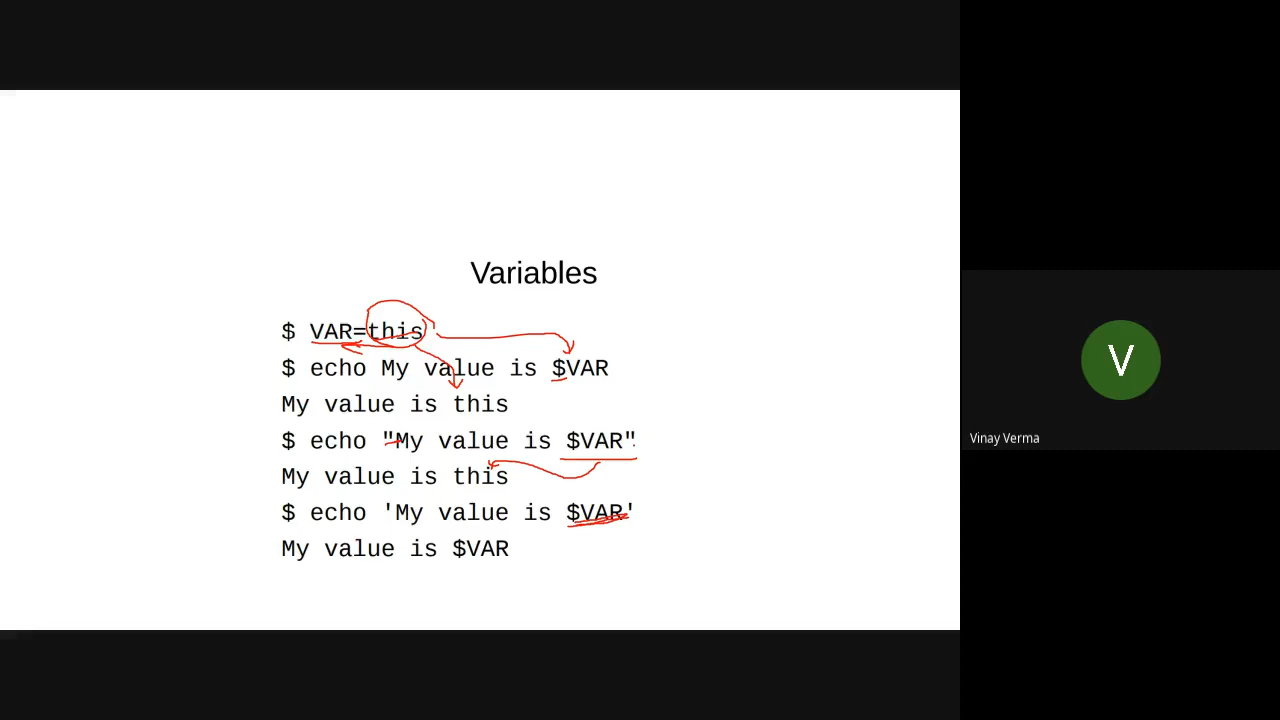 Variables
$ VAR=this
$ echo My value is $VAR
My value is this
$ echo "My value is $VAR"
My value is this
$ echo 'My value is $VAR'
My value is $VAR
V
Vinay Verma